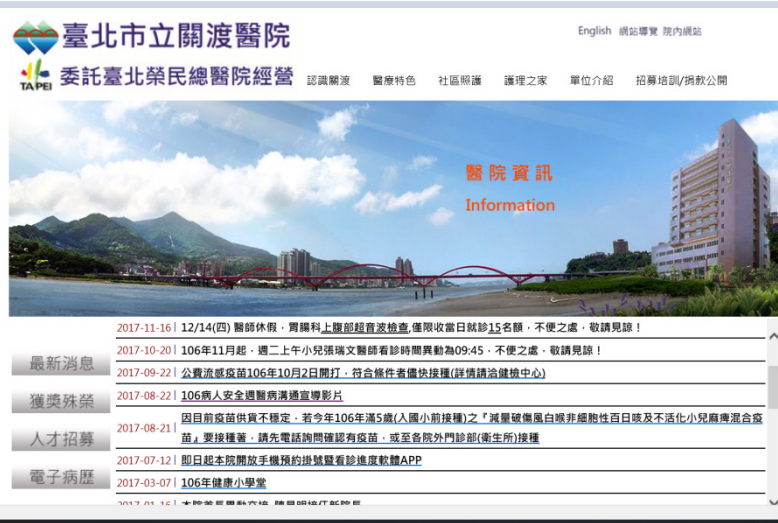 臺北市立關渡醫院
English 網站導覽 院內網站
TAIPEI
委託臺北榮民總醫院經營
認識關渡 醫療特色 社區照護 護理之家 單位介紹 招募培訓/捐款公開
醫院資訊
Information
2017-11-16 12/14(四) 醫師休假，胃腸科上腹部超音波檢查,僅限收當日就診15名額，不便之處，敬請見諒！
2017-10-20 106年11月起，週二上午小兒張瑞文醫師看診時間異動為09:45，不便之處，敬請見諒！
最新消息
2017-09-22 公費流感疫苗106年10月2日開打，符合條件者儘快接種(詳情請洽健檢中心)
獲獎殊榮
2017-08-22 106病人安全週醫病溝通宣導影片
2017-08-21 因目前疫苗供貨不穩定，若今年106年滿5歲(入國小前接種)之『減量破傷風白喉非細胞性百日咳及不活化小兒麻痺混合疫
苗』要接種著，請先電話詢問確認有疫苗，或至各院外門診部(衛生所)接種
人才招募
2017-07-12 即日起本院開放手機預約掛號暨看診進度軟體APP
電子病歷
2017-03-07 106年健康小學堂